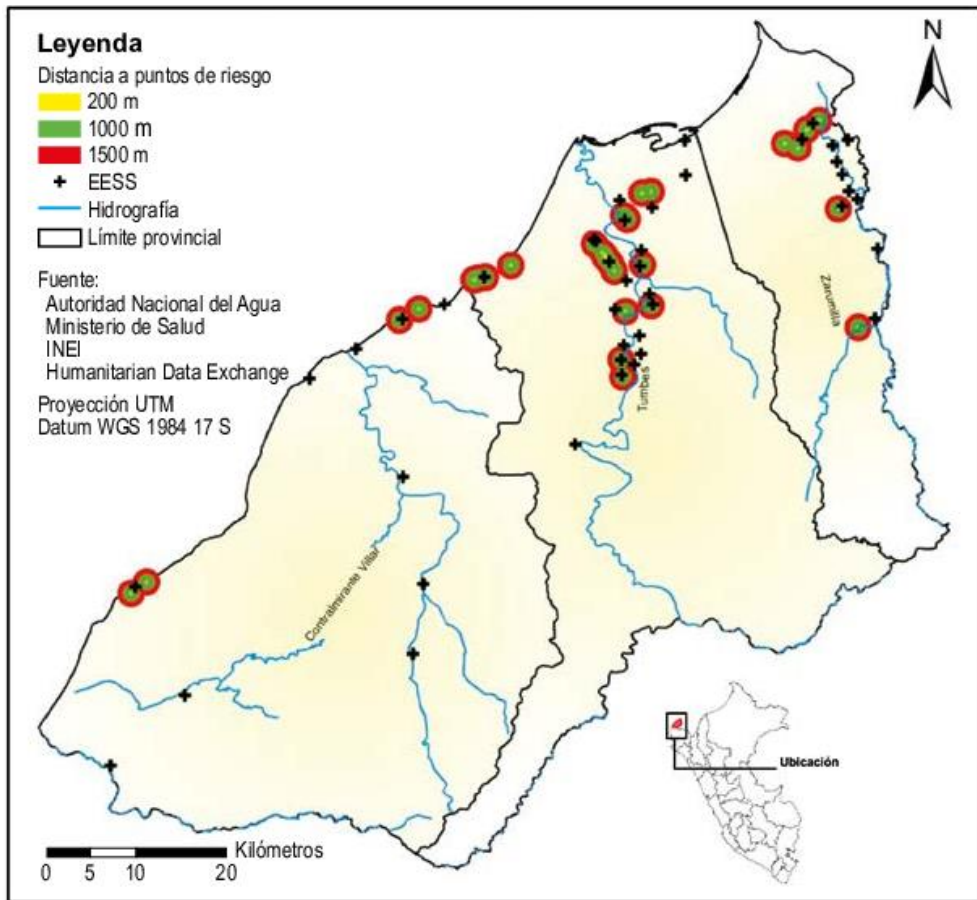 Leyenda
Distancia a puntos de riesgo
200 m
1000 m
1500 m
EESS
Hidrografía
Límite provincial
Fuente:
Autoridad Nacional del Agua
Ministerio de Salud
INEI
Humanitarian Data Exchange
Proyección UTM
Datum WGS 1984 17 S
N
Zarumilla
Tumbes
Contralmirante Villar
Ubicación
Kilómetros
0 5 10 20